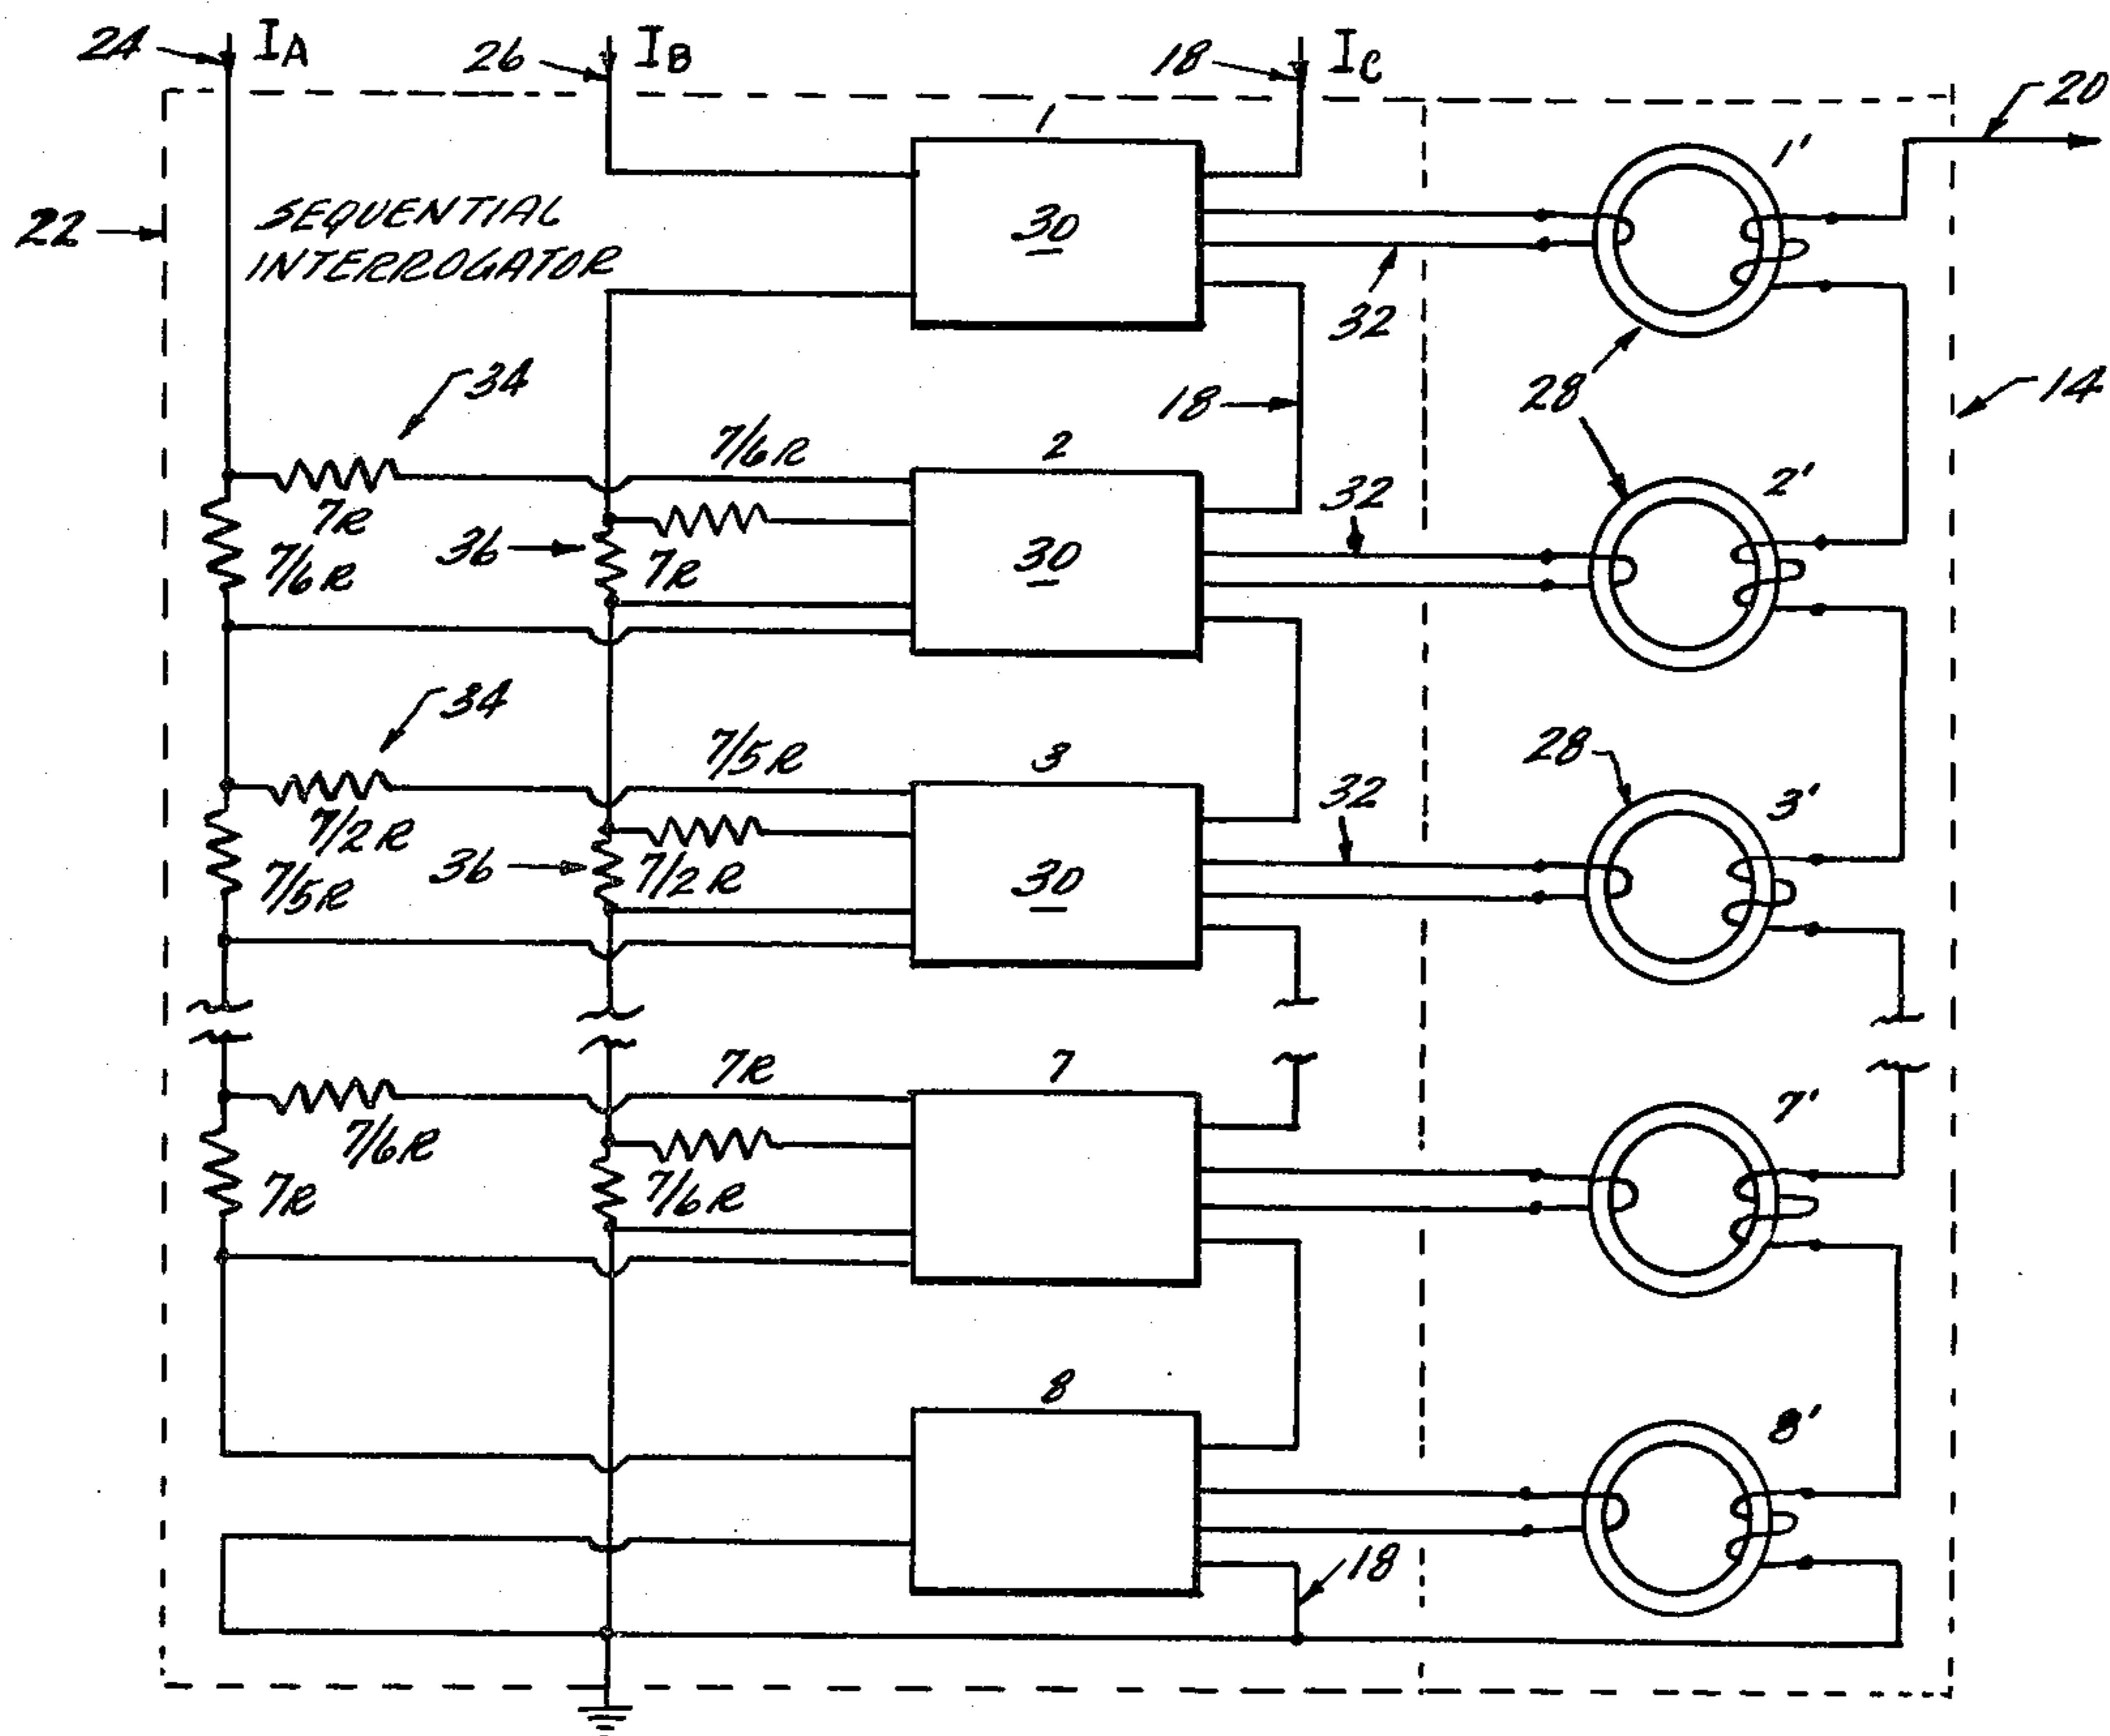 24 IA 26 IB 18 IC
20
1 1'
22 SEQUENTIAL
INTERROGATOR
30
32
34 28
18 14
7/6R 2
7R 32 2'
36 7R 30
7/6R
34
7/5R 3 28
7/2R 32 3'
36 7/2R 30
7/5R
7R 7 7'
7/6R
7R 7/6R
8 8'
18